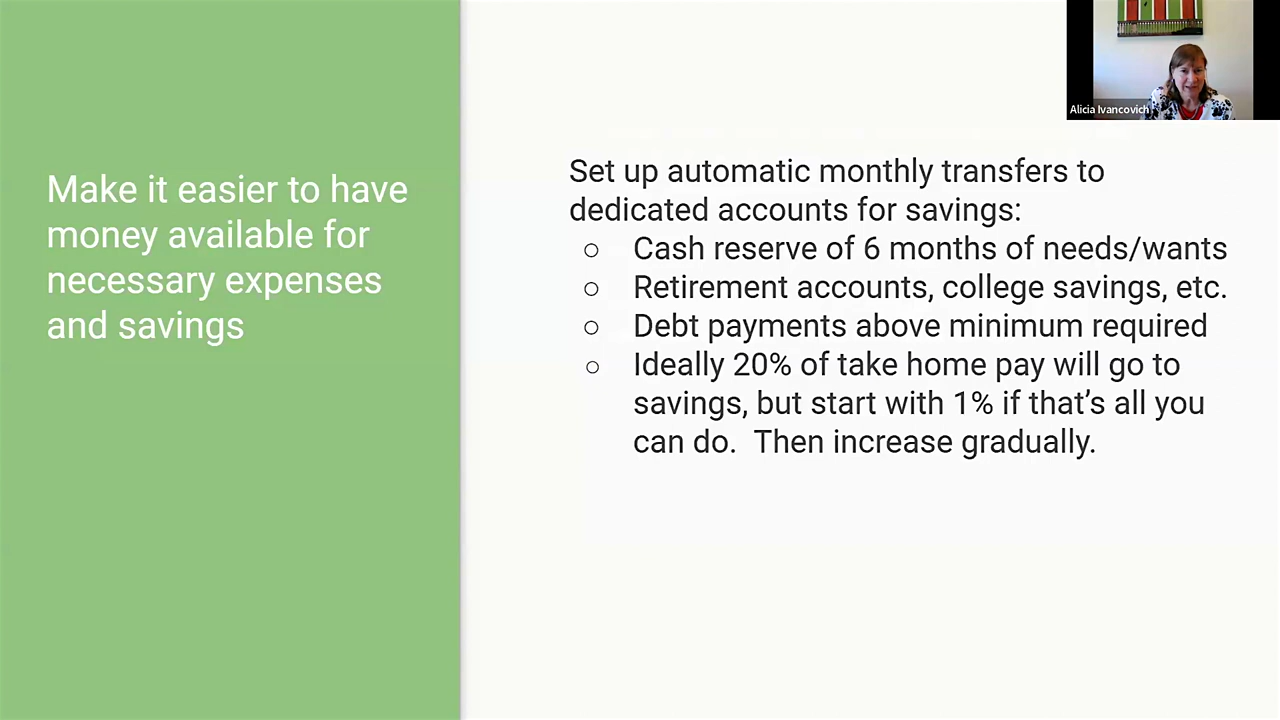 Make it easier to have
money available for
necessary expenses
and savings
Alicia Ivancovich
Set up automatic monthly transfers to
dedicated accounts for savings:
○ Cash reserve of 6 months of needs/wants
○ Retirement accounts, college savings, etc.
○ Debt payments above minimum required
○ Ideally 20% of take home pay will go to
savings, but start with 1% if that’s all you
can do.  Then increase gradually.